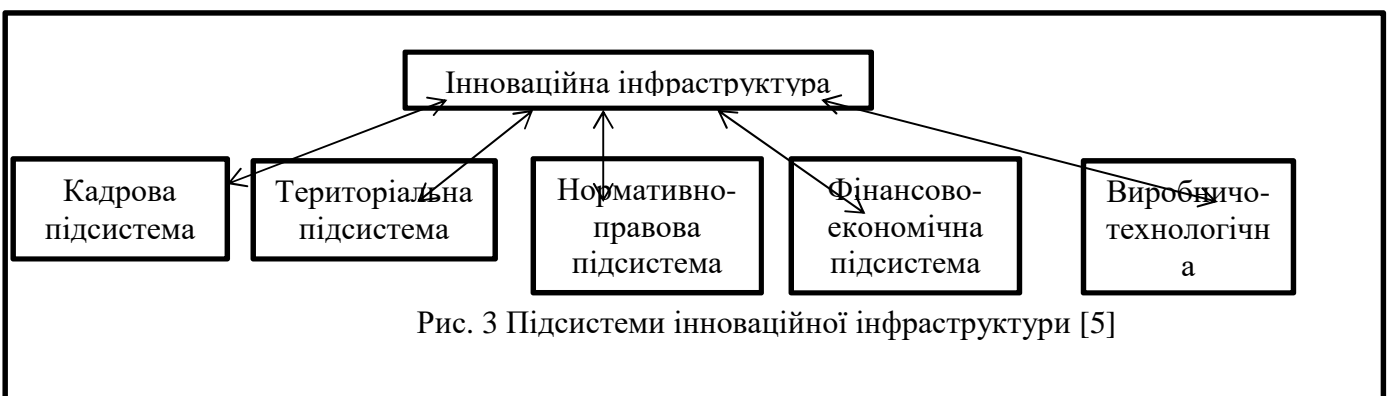 Інноваційна інфраструктура
Кадрова
підсистема
Територіальна
підсистема
Нормативно-
правова
підсистема
Фінансово-
економічна
підсистема
Виробничо-
технологічн
а
Рис. 3 Підсистеми інноваційної інфраструктури [5]